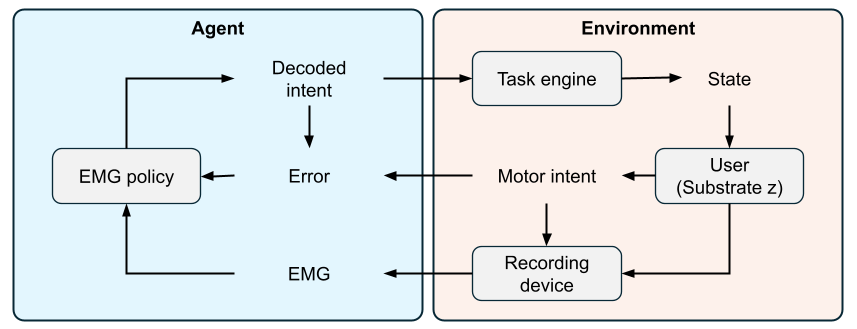 Agent
Environment
Decoded
intent
Task engine
State
EMG policy
Error
Motor intent
User
(Substrate z)
EMG
Recording
device